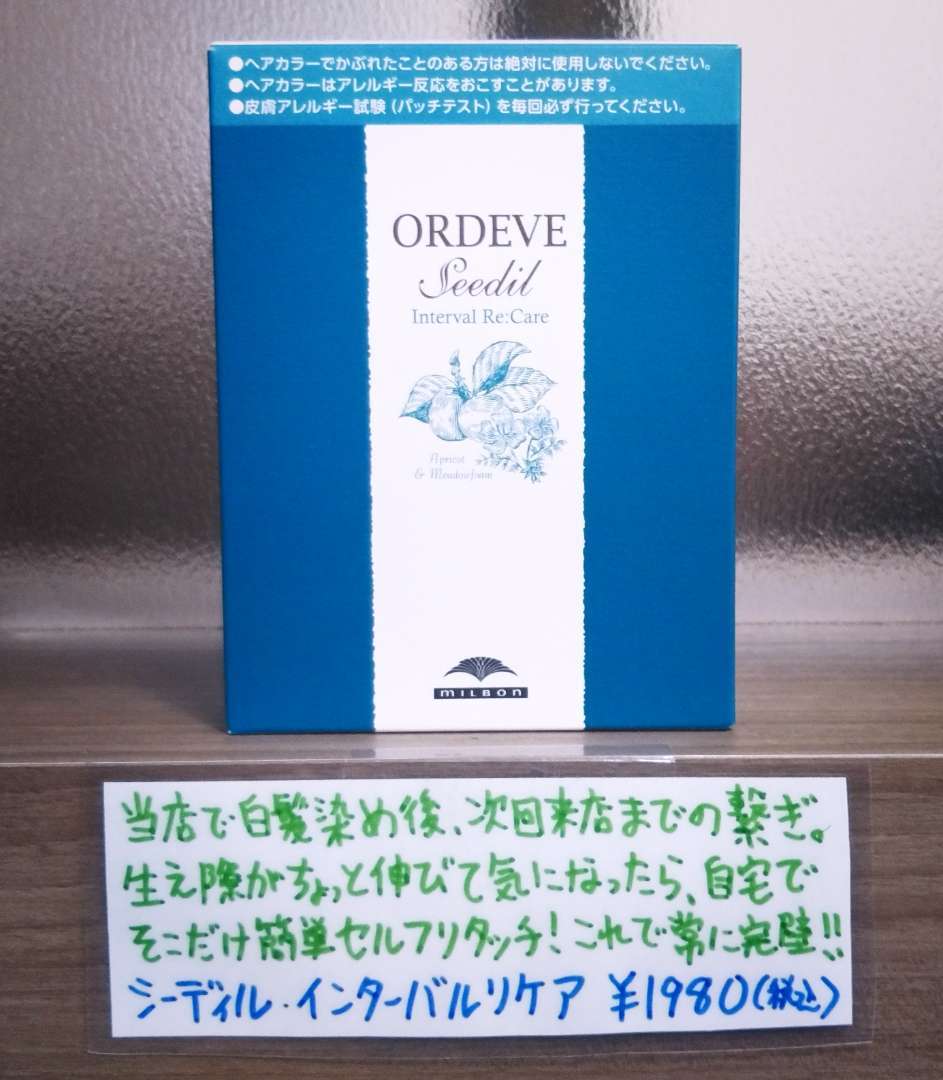 ●ヘアカラーでかぶれたことのある方は絶対に使用しないでください。
●ヘアカラーはアレルギー反応をおこすことがあります。
●皮膚アレルギー試験(パッチテスト)を毎回必ず行ってください。
ORDEVE
Seedil
Interval Re:Care
Apricot
& Meadowfoam
MILBON
当店で白髪染め後、次回来店までの繋ぎ。
生え際がちょっと伸びて気になったら、自宅で
そこだけ簡単セルフリタッチ!これで常に完璧!!
シーディル・インターバルリケア ¥1980(税込)